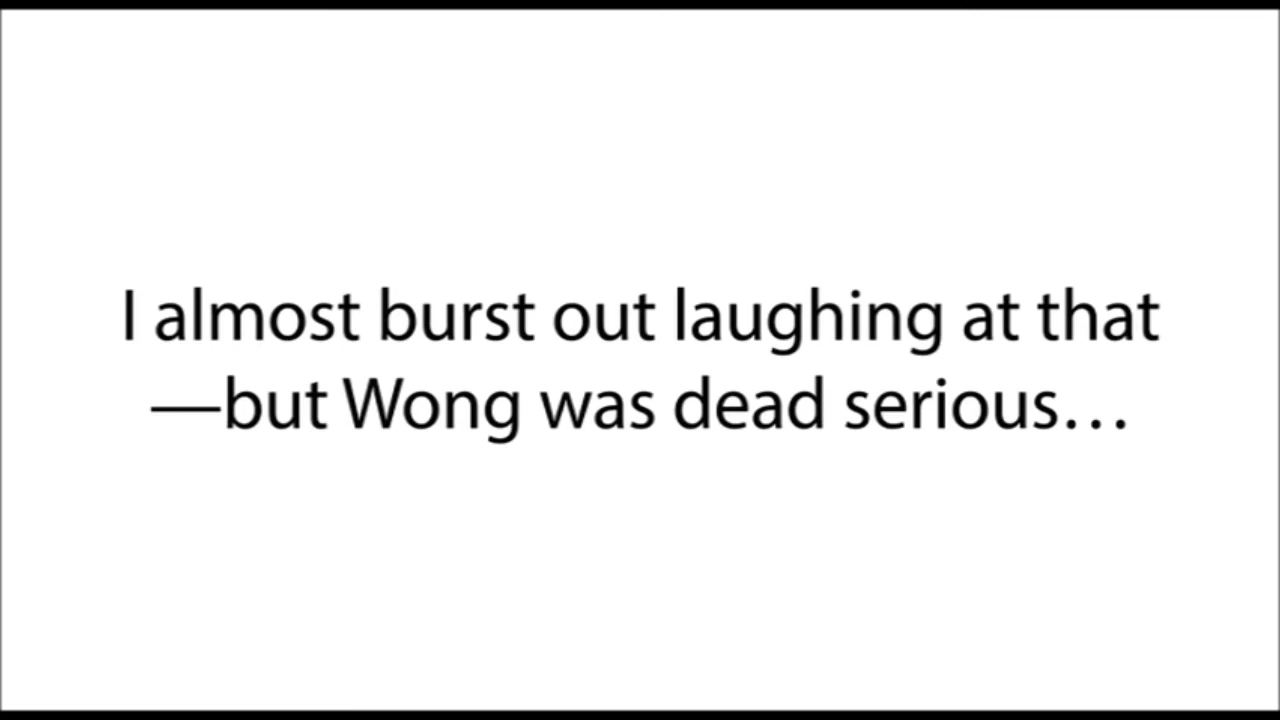 I almost burst out laughing at that
—but Wong was dead serious…